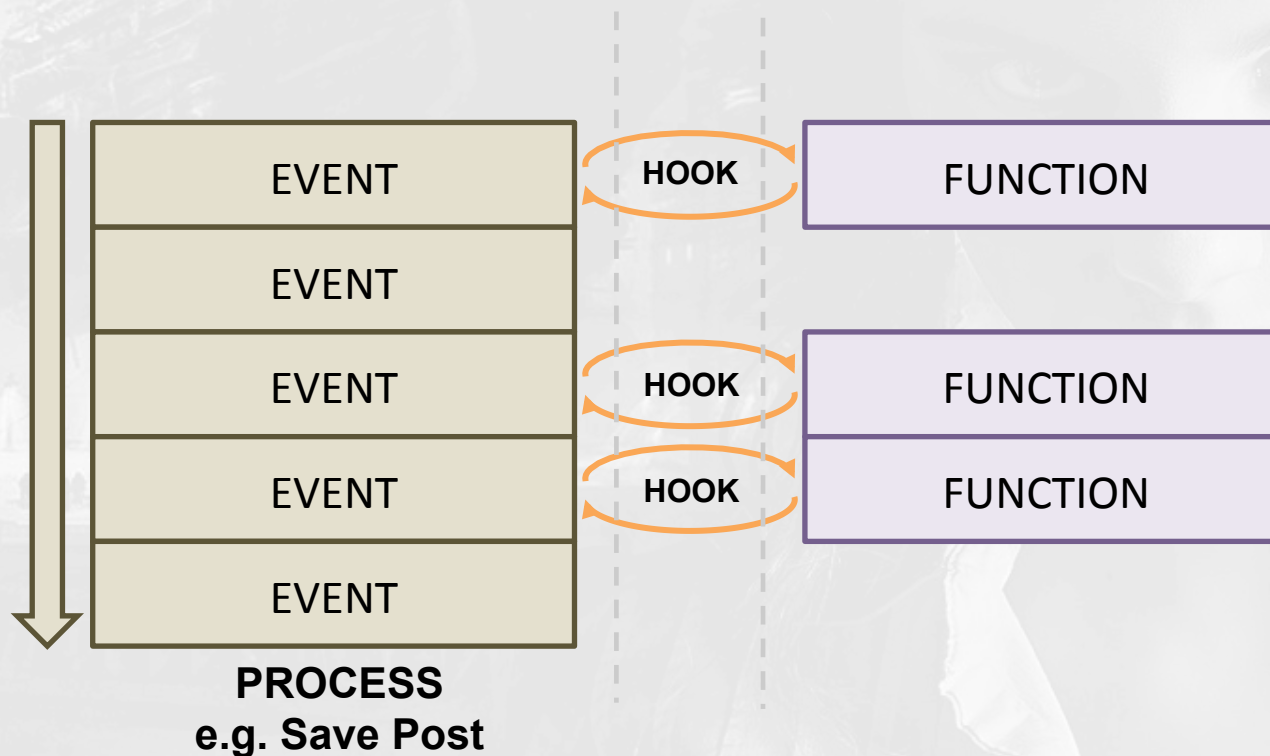 EVENT HOOK FUNCTION
EVENT
EVENT HOOK FUNCTION
EVENT HOOK FUNCTION
EVENT
PROCESS
e.g. Save Post